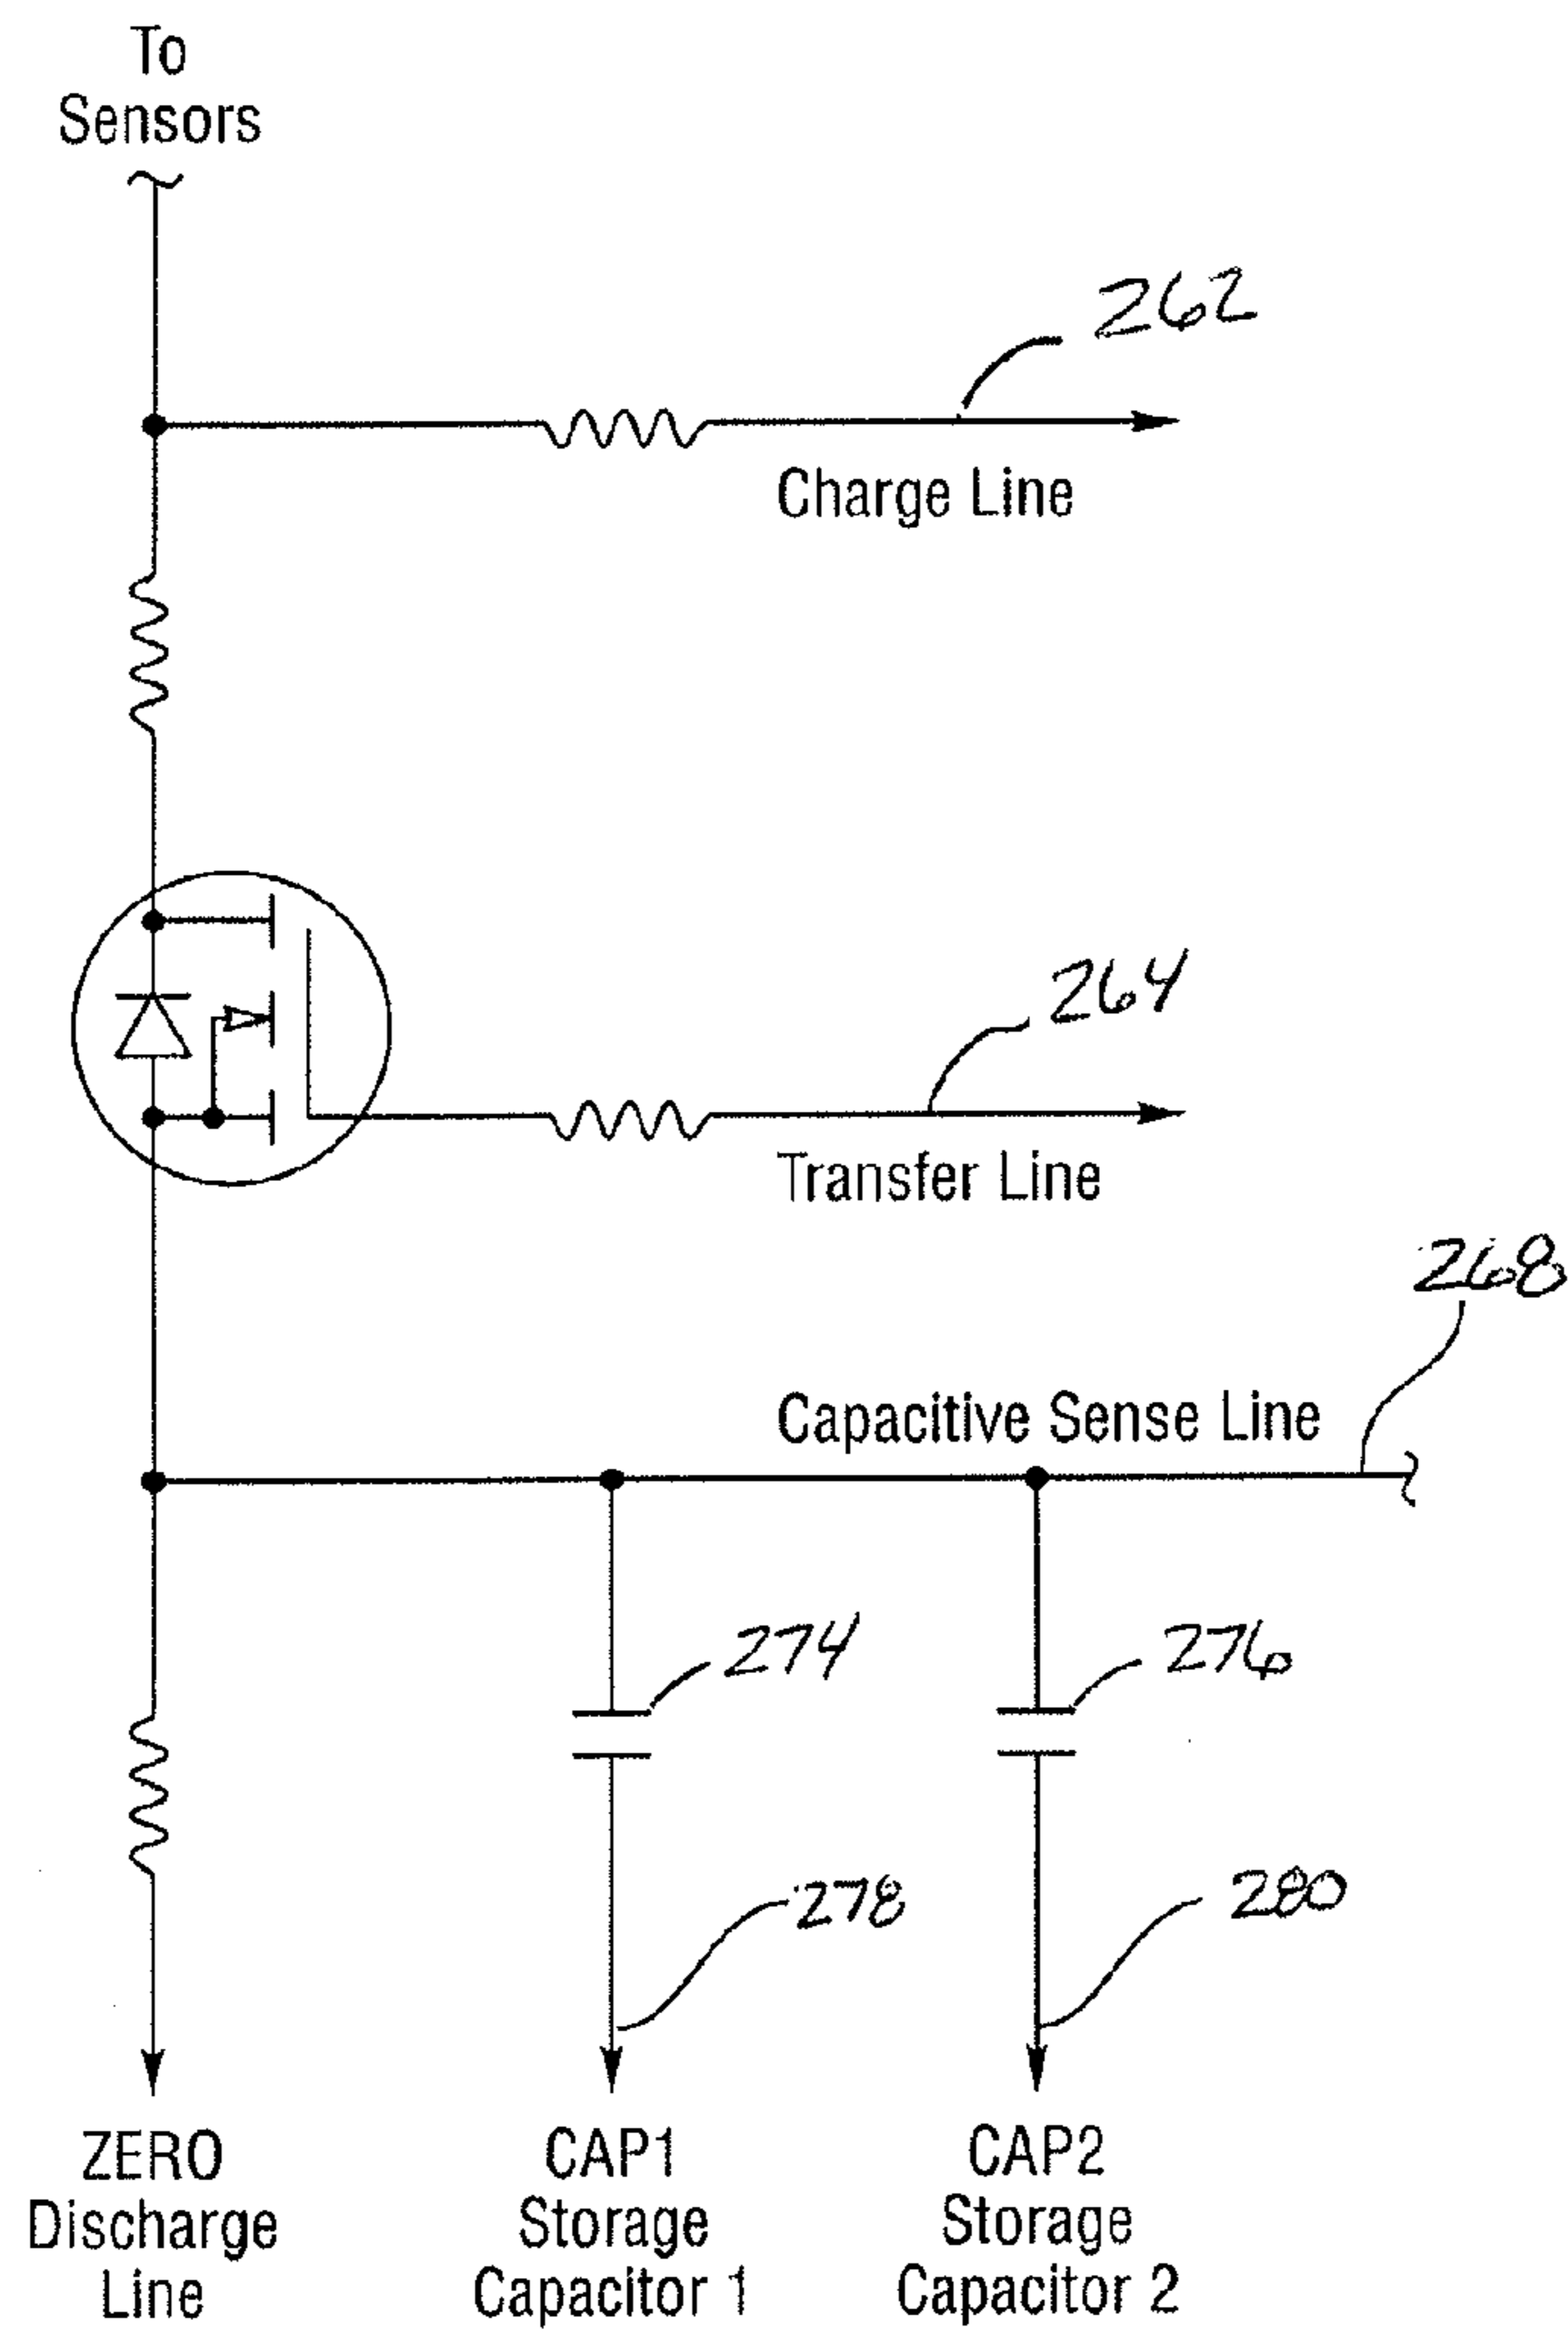 To
Sensors
262
Charge Line
264
Transfer Line
268
Capacitive Sense Line
274
276
278
280
ZERO
Discharge
Line
CAP1
Storage
Capacitor 1
CAP2
Storage
Capacitor 2